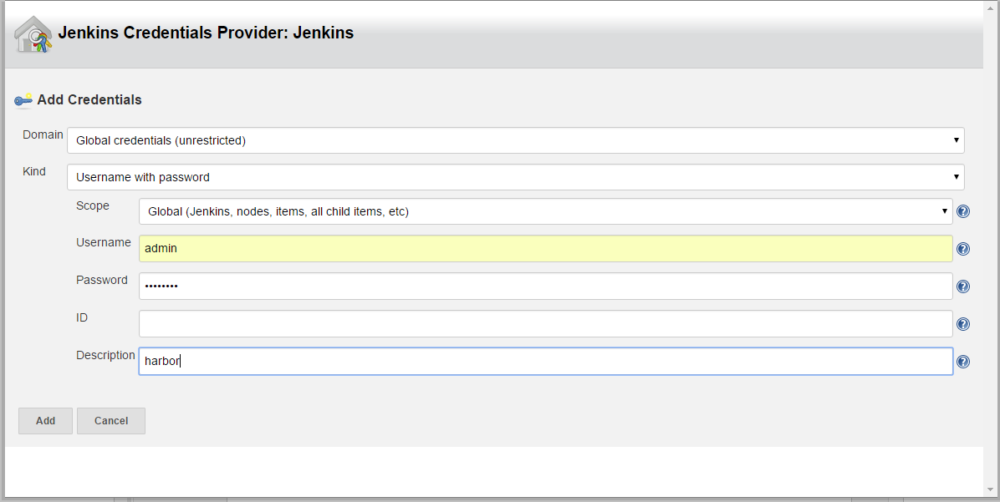 Jenkins Credentials Provider: Jenkins
Add Credentials
Domain Global credentials (unrestricted)
Kind Username with password
Scope Global (Jenkins, nodes, items, all child items, etc)
Username admin
Password ••••••••
ID
Description harbor
Add Cancel